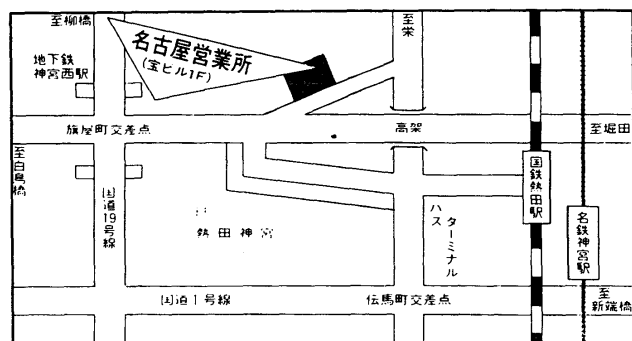 至柳橋
至栄
名古屋営業所
(宝ビル1F)
地下鉄
神宮西駅
旗屋町交差点
高架
至堀田
至白鳥橋
国道19号線
熱田神宮
バスターミナル
国鉄熱田駅
名鉄神宮駅
国道1号線
伝馬町交差点
至
新端橋